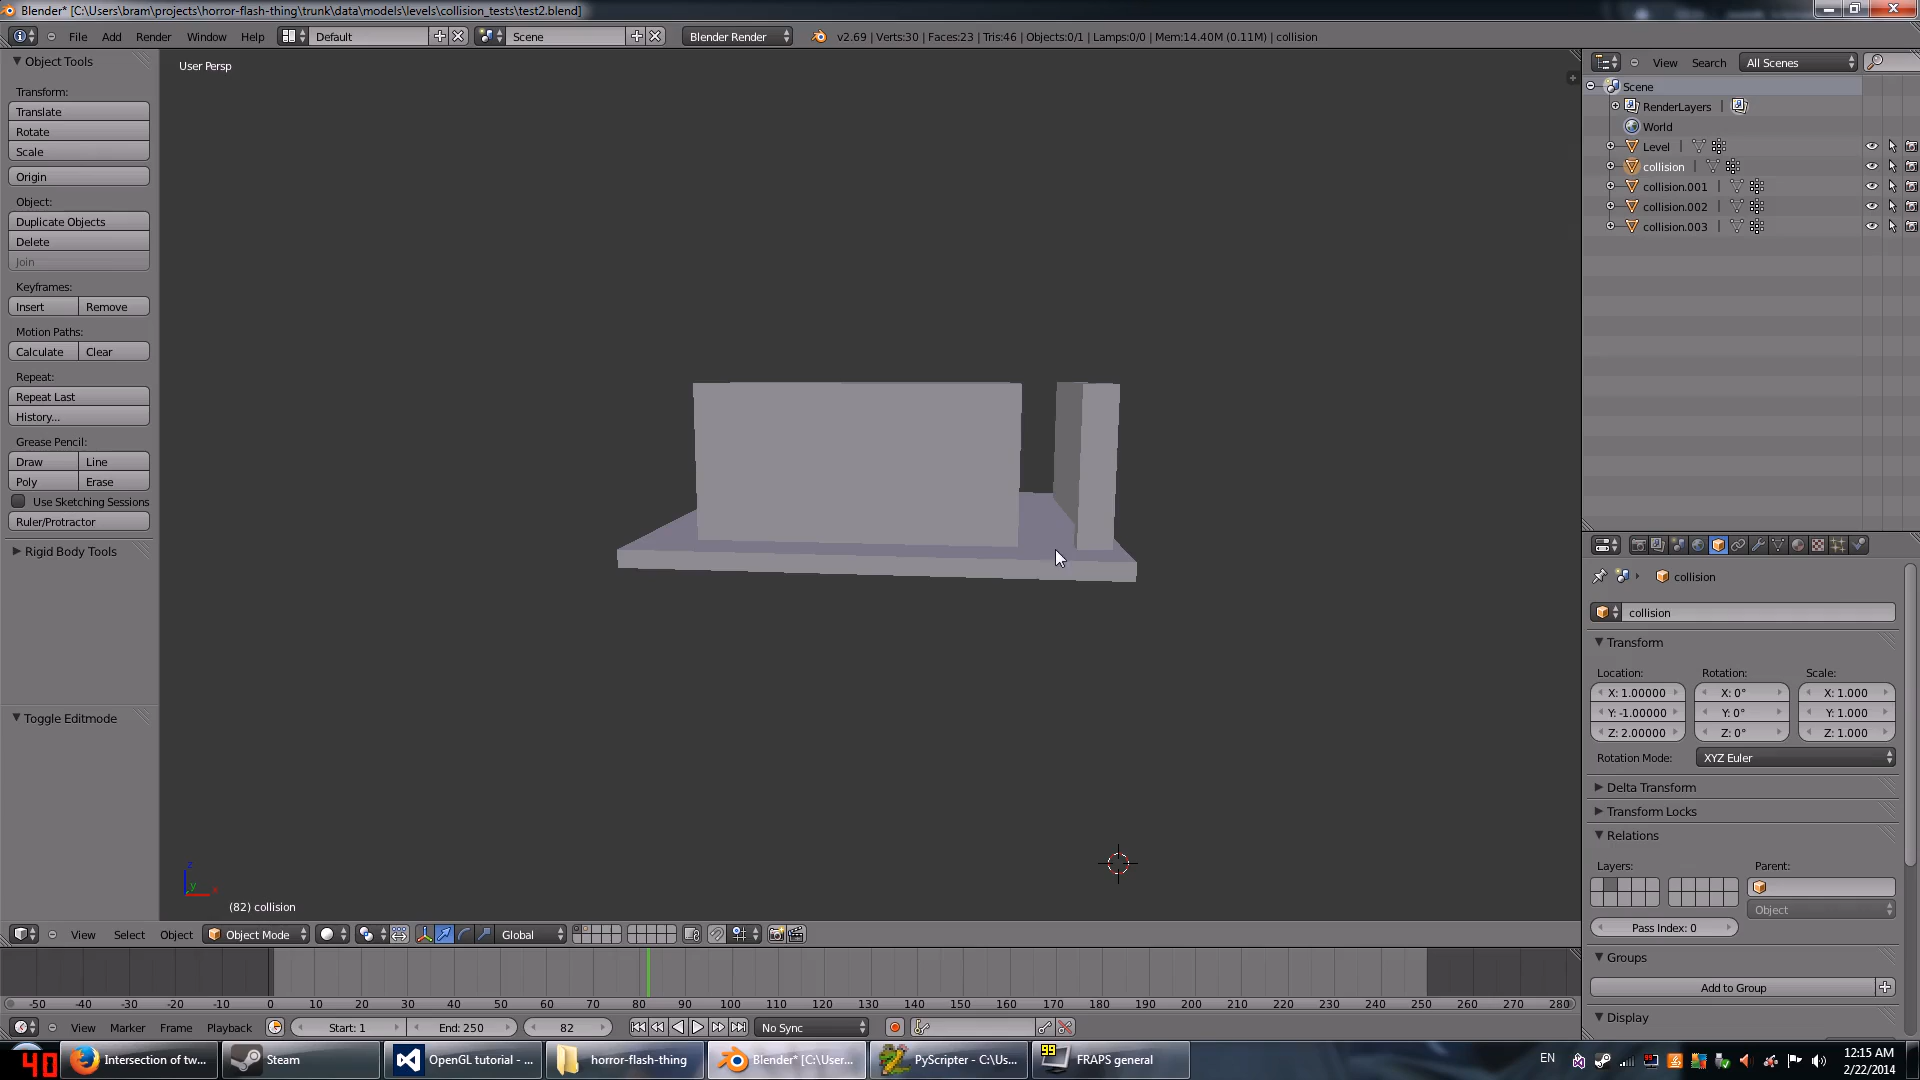 Blender* [C:\Users\bram\projects\horror-flash-thing\trunk\data\models\levels\collision_tests\test2.blend]
File Add Render Window Help Default Scene Blender Render v2.69 | Verts:30 | Faces:23 | Tris:46 | Objects:0/1 | Lamps:0/0 | Mem:14.40M (0.11M) | collision
Object Tools
Transform:
Translate
Rotate
Scale
Origin
Object:
Duplicate Objects
Delete
Join
Keyframes:
Insert Remove
Motion Paths:
Calculate Clear
Repeat:
Repeat Last
History...
Grease Pencil:
Draw Line
Poly Erase
Use Sketching Sessions
Ruler/Protractor
Rigid Body Tools
Toggle Editmode
User Persp
z
y x
(82) collision
View Select Object Object Mode Global
View Search All Scenes
Scene
RenderLayers |
World
Level |
collision |
collision.001 |
collision.002 |
collision.003 |
collision
collision
Transform
Location: Rotation: Scale:
X: 1.00000 X: 0° X: 1.000
Y: -1.00000 Y: 0° Y: 1.000
Z: 2.00000 Z: 0° Z: 1.000
Rotation Mode: XYZ Euler
Delta Transform
Transform Locks
Relations
Layers: Parent:
Object
Pass Index: 0
Groups
Add to Group
Display
-50 -40 -30 -20 -10 0 10 20 30 40 50 60 70 80 90 100 110 120 130 140 150 160 170 180 190 200 210 220 230 240 250 260 270 280
View Marker Frame Playback Start: 1 End: 250 82 No Sync
40 Intersection of tw... Steam OpenGL tutorial - ... horror-flash-thing Blender* [C:\User... PyScripter - C:\Us... 99 FRAPS general EN 12:15 AM
2/22/2014